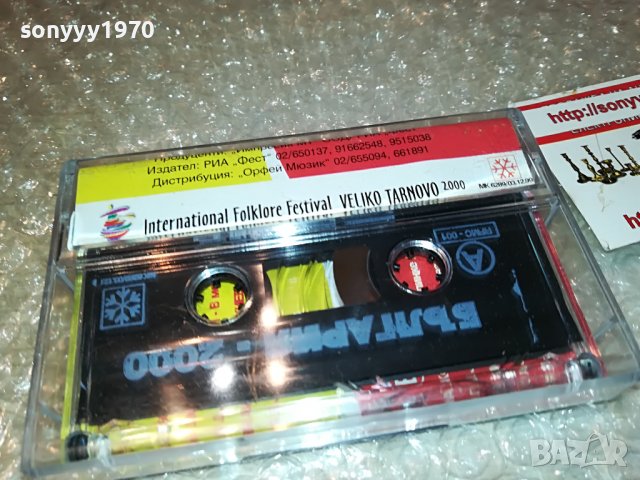 sonyyy1970
Издател: РИА „Фест" 02/650137, 91662548, 9515038
Дистрибуция: „Орфей Мюзик" 02/655094, 661891
International Folklore Festival VELIKO TARNOVO 2000
http://sony
A
БЪЛГАРИЯ - 2000
BAZAR